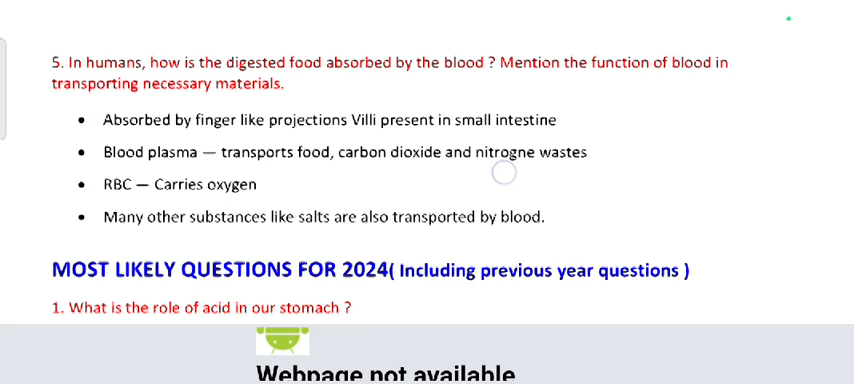 5. In humans, how is the digested food absorbed by the blood ? Mention the function of blood in
transporting necessary materials.
• Absorbed by finger like projections Villi present in small intestine
• Blood plasma — transports food, carbon dioxide and nitrogne wastes
• RBC — Carries oxygen
• Many other substances like salts are also transported by blood.
MOST LIKELY QUESTIONS FOR 2024( Including previous year questions )
1. What is the role of acid in our stomach ?
Webpage not available